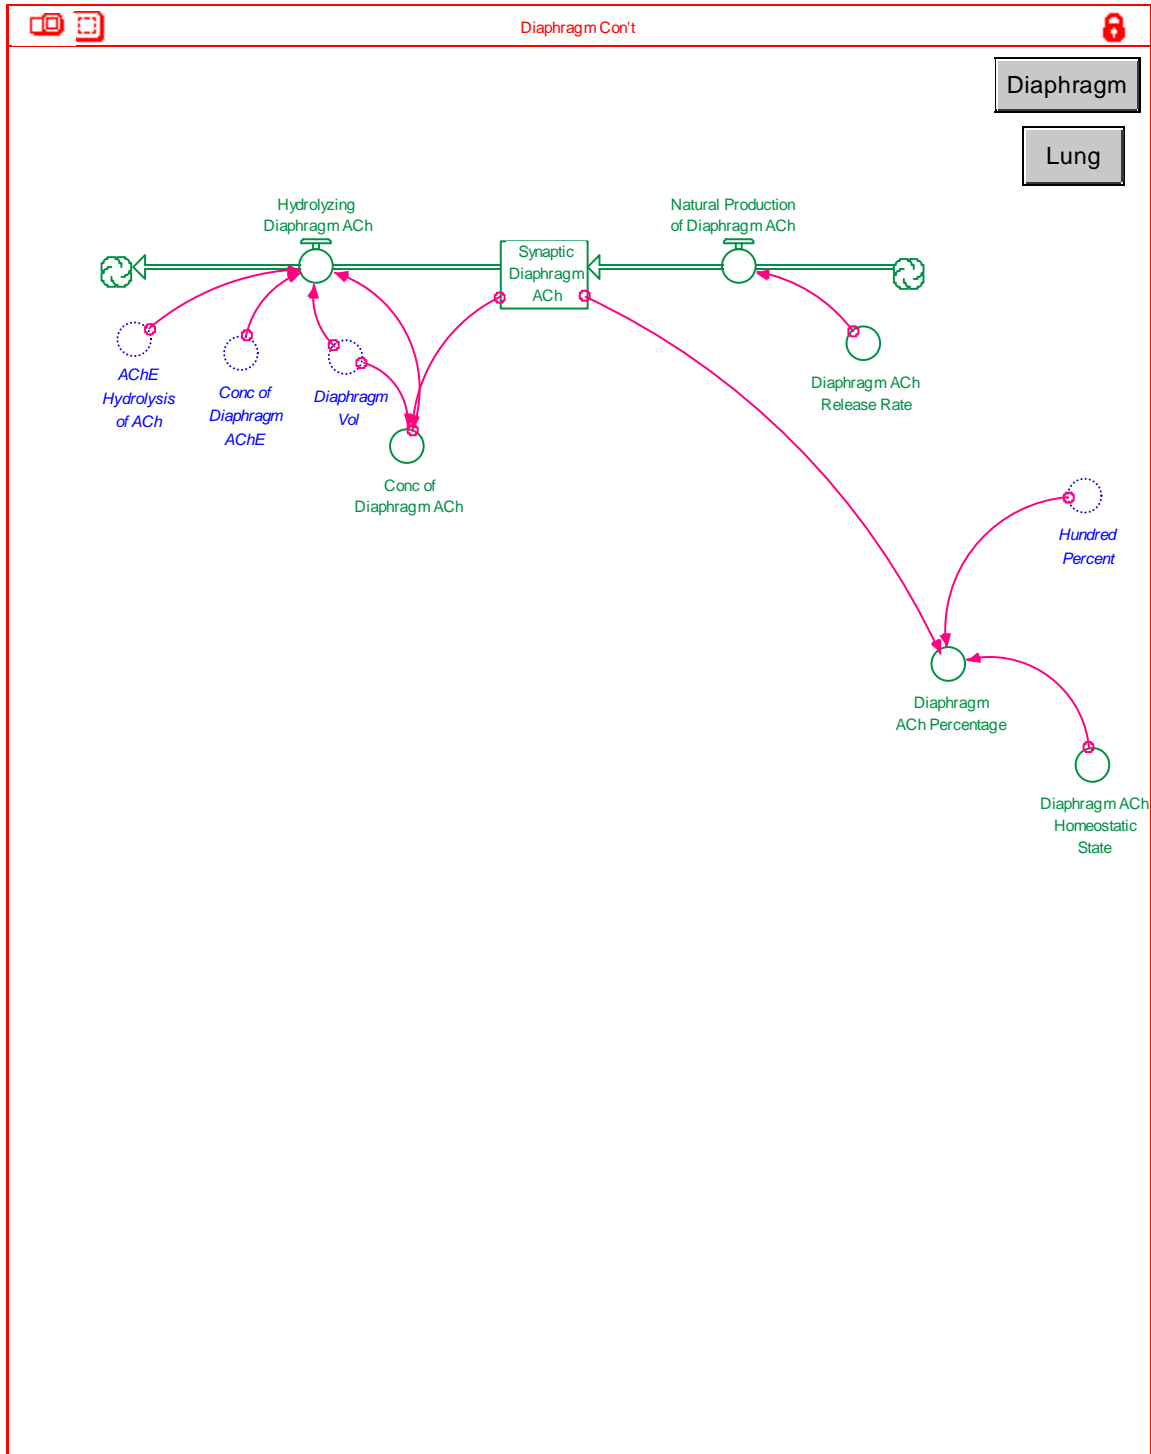 Diaphragm Con't
Diaphragm
Lung
Hydrolyzing
Diaphragm ACh
Natural Production
of Diaphragm ACh
Synaptic
Diaphragm
ACh
AChE
Hydrolysis
of ACh
Conc of
Diaphragm
AChE
Diaphragm
Vol
Diaphragm ACh
Release Rate
Conc of
Diaphragm ACh
Hundred
Percent
Diaphragm
ACh Percentage
Diaphragm ACh
Homeostatic
State